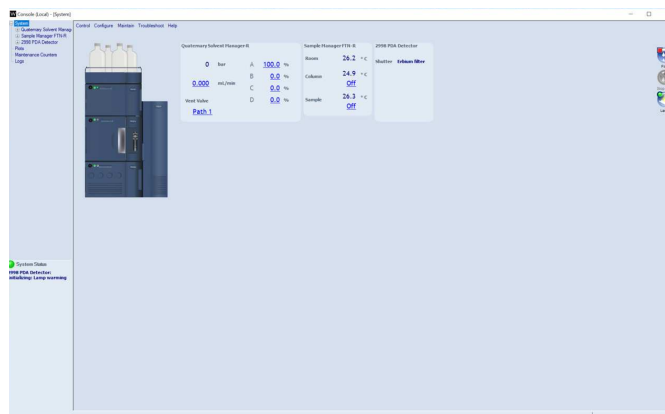 Console (Local) - [System]
System
Quaternary Solvent Manag
Sample Manager FTN-R
2998 PDA Detector
Plots
Maintenance Counters
Logs
Control Configure Maintain Troubleshoot Help
Quaternary Solvent Manager-R
0 bar
A 100.0 %
B 0.0 %
0.000 mL/min
C 0.0 %
D 0.0 %
Vent Valve
Path 1
Sample Manager FTN-R
Room 26.2 °C
Column 24.9 °C
Off
Sample 26.3 °C
Off
2998 PDA Detector
Shutter Erbium filter
System Status
2998 PDA Detector:
Initializing: Lamp warming